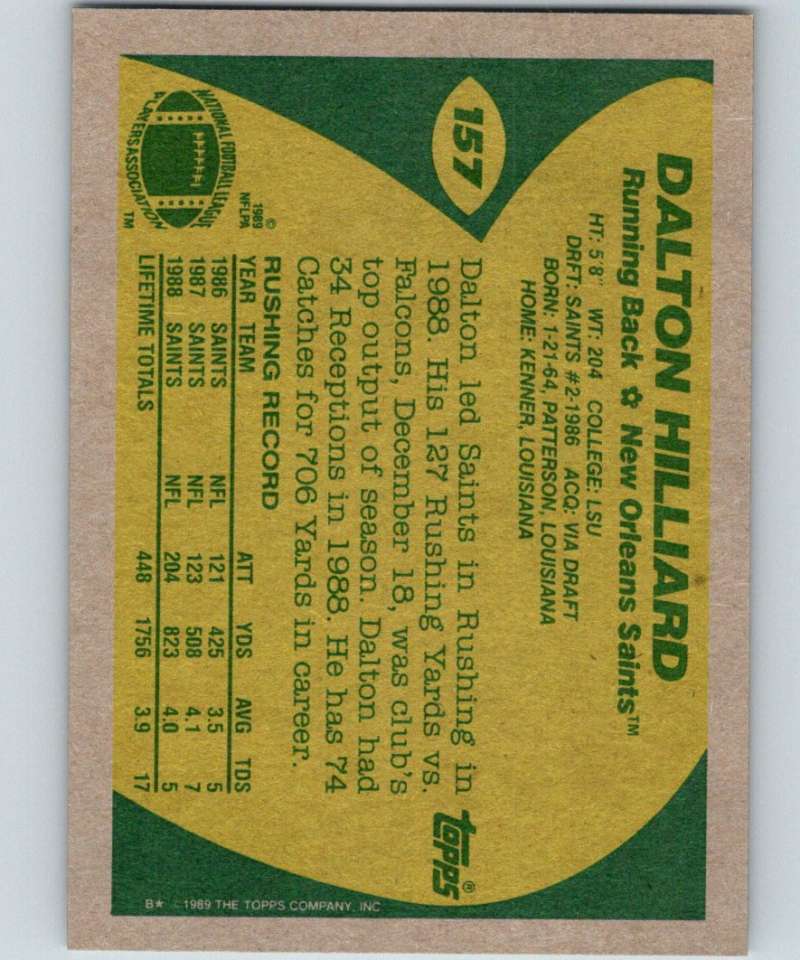 157
DALTON HILLIARD
Running Back ✿ New Orleans Saints™
HT: 5'8" WT: 204 COLLEGE: LSU
DRFT: SAINTS #2-1986 ACQ: VIA DRAFT
BORN: 1-21-64, PATTERSON, LOUISIANA
HOME: KENNER, LOUISIANA
Dalton led Saints in Rushing in
1988. His 127 Rushing Yards vs.
Falcons, December 18, was club's
top output of season. Dalton had
34 Receptions in 1988. He has 74
Catches for 706 Yards in career.
topps®
NATIONAL FOOTBALL LEAGUE
PLAYERS ASSOCIATION ™
© 1989
NFLPA
RUSHING RECORD
YEAR TEAM ATT YDS AVG TDS
1986 SAINTS NFL 121 425 3.5 5
1987 SAINTS NFL 123 508 4.1 7
1988 SAINTS NFL 204 823 4.0 5
LIFETIME TOTALS 448 1756 3.9 17
B* ©1989 THE TOPPS COMPANY, INC